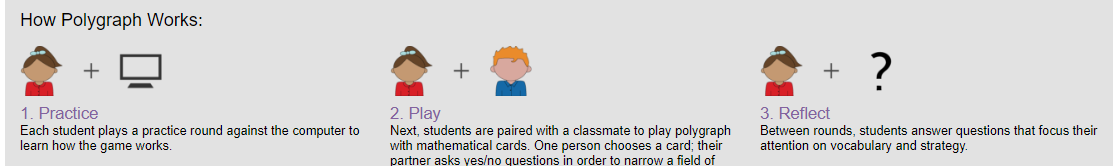 How Polygraph Works:
+
+
+ ?
1. Practice
Each student plays a practice round against the computer to
learn how the game works.
2. Play
Next, students are paired with a classmate to play polygraph
with mathematical cards. One person chooses a card; their
partner asks yes/no questions in order to narrow a field of
3. Reflect
Between rounds, students answer questions that focus their
attention on vocabulary and strategy.